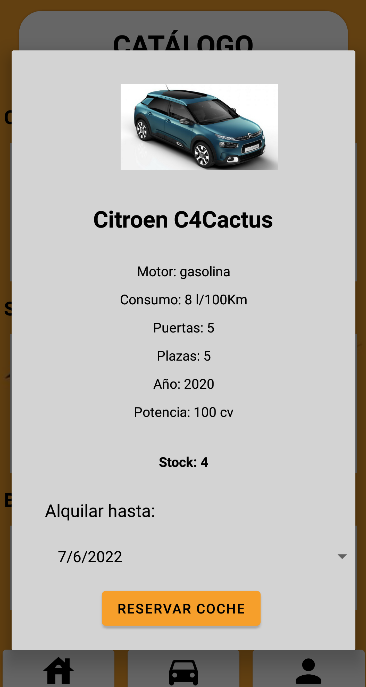 CATÁLOGO
Citroen C4Cactus
Motor: gasolina
Consumo: 8 l/100Km
Puertas: 5
Plazas: 5
Año: 2020
Potencia: 100 cv
Stock: 4
Alquilar hasta:
7/6/2022
RESERVAR COCHE